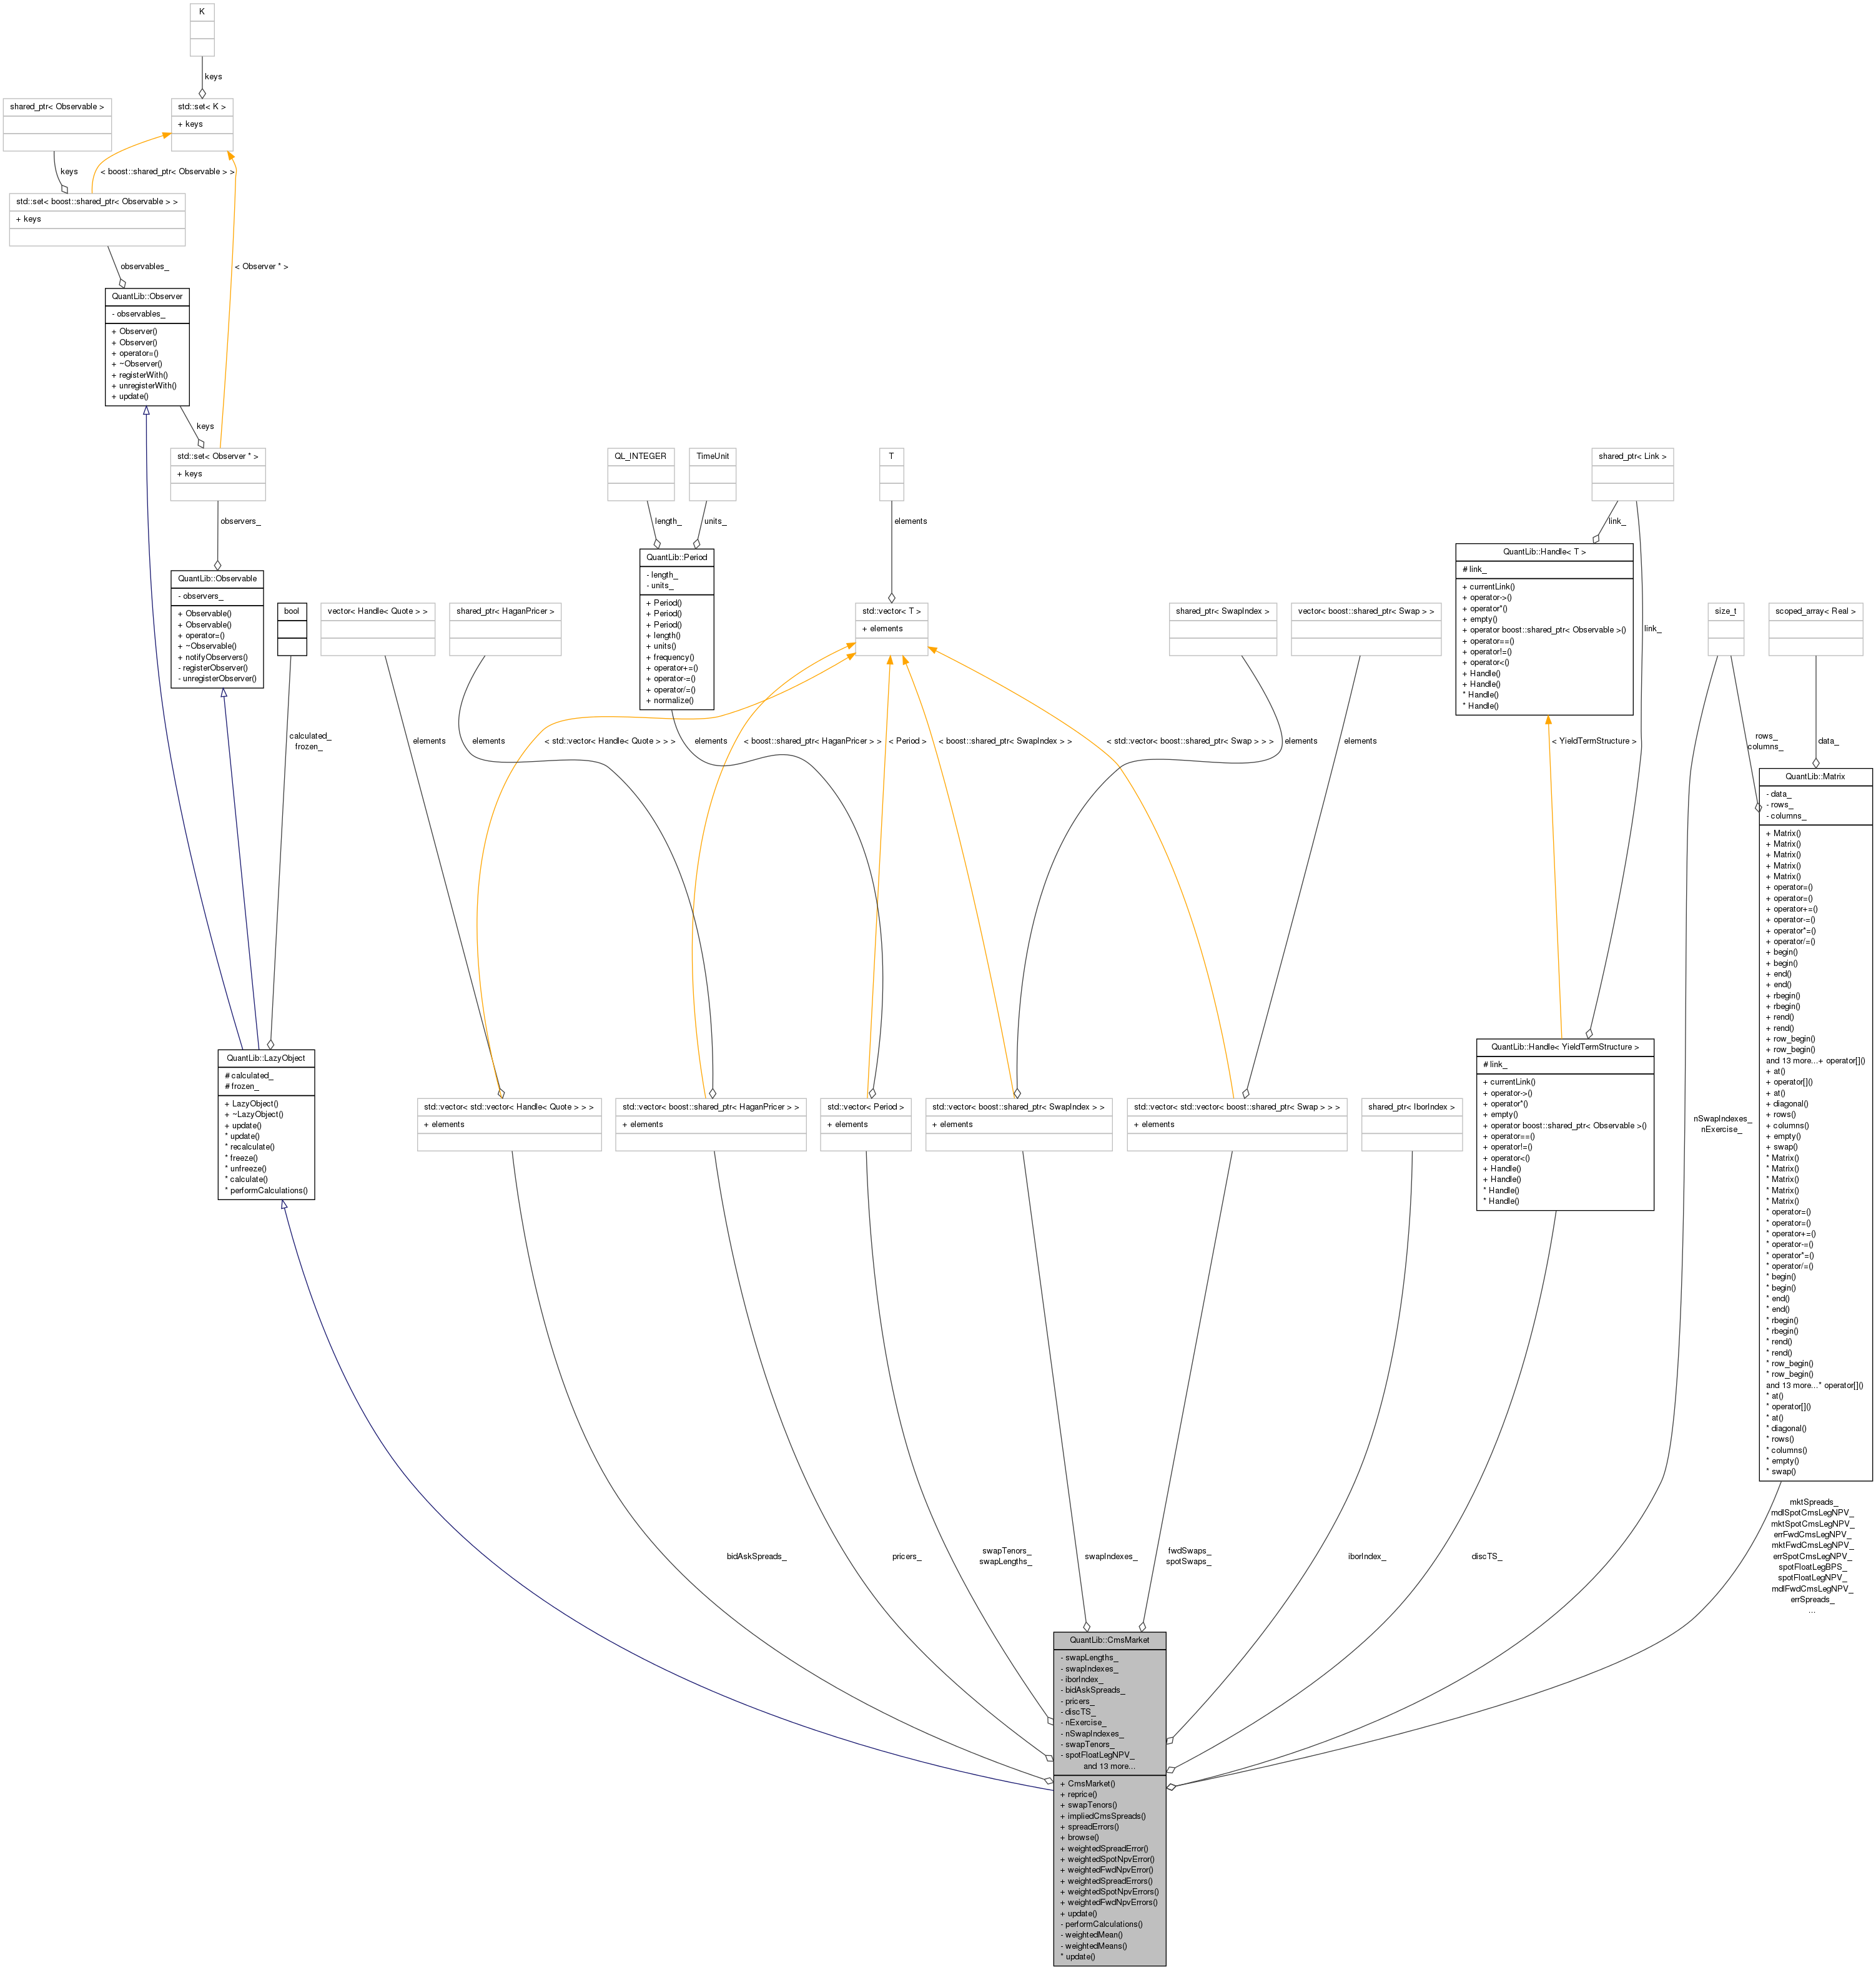 K
keys
shared_ptr< Observable >
std::set< K >
+ keys
keys
< boost::shared_ptr< Observable > >
std::set< boost::shared_ptr< Observable > >
+ keys
observables_
< Observer * >
QuantLib::Observer
- observables_
+ Observer()
+ Observer()
+ operator=()
+ ~Observer()
+ registerWith()
+ unregisterWith()
+ update()
keys
std::set< Observer * >
+ keys
observers_
QuantLib::Observable
- observers_
+ Observable()
+ Observable()
+ operator=()
+ ~Observable()
+ notifyObservers()
- registerObserver()
- unregisterObserver()
bool
calculated_
frozen_
vector< Handle< Quote > >
shared_ptr< HaganPricer >
QL_INTEGER
TimeUnit
length_
units_
QuantLib::Period
- length_
- units_
+ Period()
+ Period()
+ Period()
+ length()
+ units()
+ frequency()
+ operator+=()
+ operator-=()
+ operator/=()
+ normalize()
T
elements
std::vector< T >
+ elements
shared_ptr< SwapIndex >
vector< boost::shared_ptr< Swap > >
shared_ptr< Link >
link_
QuantLib::Handle< T >
# link_
+ currentLink()
+ operator->()
+ operator*()
+ empty()
+ operator boost::shared_ptr< Observable >()
+ operator==()
+ operator!=()
+ operator<()
+ Handle()
+ Handle()
* Handle()
* Handle()
link_
size_t
scoped_array< Real >
elements
elements
< std::vector< Handle< Quote > > >
elements
< boost::shared_ptr< HaganPricer > >
< Period >
< boost::shared_ptr< SwapIndex > >
< std::vector< boost::shared_ptr< Swap > > >
elements
elements
< YieldTermStructure >
rows_
columns_
data_
QuantLib::Matrix
- data_
- rows_
- columns_
+ Matrix()
+ Matrix()
+ Matrix()
+ Matrix()
+ Matrix()
+ operator=()
+ operator=()
+ operator+=()
+ operator-=()
+ operator*=()
+ operator/=()
+ begin()
+ begin()
+ end()
+ end()
+ rbegin()
+ rbegin()
+ rend()
+ rend()
+ row_begin()
+ row_begin()
and 13 more...+ operator[]()
+ at()
+ operator[]()
+ at()
+ diagonal()
+ rows()
+ columns()
+ empty()
+ swap()
* Matrix()
* Matrix()
* Matrix()
* Matrix()
* Matrix()
* operator=()
* operator=()
* operator+=()
* operator-=()
* operator*=()
* operator/=()
* begin()
* begin()
* end()
* end()
* rbegin()
* rbegin()
* rend()
* rend()
* row_begin()
* row_begin()
and 13 more...* operator[]()
* at()
* operator[]()
* at()
* diagonal()
* rows()
* columns()
* empty()
* swap()
QuantLib::LazyObject
# calculated_
# frozen_
+ LazyObject()
+ ~LazyObject()
+ update()
* update()
* recalculate()
* freeze()
* unfreeze()
* calculate()
* performCalculations()
std::vector< std::vector< Handle< Quote > > >
+ elements
std::vector< boost::shared_ptr< HaganPricer > >
+ elements
std::vector< Period >
+ elements
std::vector< boost::shared_ptr< SwapIndex > >
+ elements
std::vector< std::vector< boost::shared_ptr< Swap > > >
+ elements
shared_ptr< IborIndex >
QuantLib::Handle< YieldTermStructure >
# link_
+ currentLink()
+ operator->()
+ operator*()
+ empty()
+ operator boost::shared_ptr< Observable >()
+ operator==()
+ operator!=()
+ operator<()
+ Handle()
+ Handle()
* Handle()
* Handle()
nSwapIndexes_
nExercise_
bidAskSpreads_
pricers_
swapTenors_
swapLengths_
swapIndexes_
fwdSwaps_
spotSwaps_
iborIndex_
discTS_
mktSpreads_
mdlSpotCmsLegNPV_
mktSpotCmsLegNPV_
errFwdCmsLegNPV_
mktFwdCmsLegNPV_
errSpotCmsLegNPV_
spotFloatLegBPS_
spotFloatLegNPV_
mdlFwdCmsLegNPV_
errSpreads_
...
QuantLib::CmsMarket
- swapLengths_
- swapIndexes_
- iborIndex_
- bidAskSpreads_
- pricers_
- discTS_
- nExercise_
- nSwapIndexes_
- swapTenors_
- spotFloatLegNPV_
and 13 more...
+ CmsMarket()
+ reprice()
+ swapTenors()
+ impliedCmsSpreads()
+ spreadErrors()
+ browse()
+ weightedSpreadError()
+ weightedSpotNpvError()
+ weightedFwdNpvError()
+ weightedSpreadErrors()
+ weightedSpotNpvErrors()
+ weightedFwdNpvErrors()
+ update()
- performCalculations()
- weightedMean()
- weightedMeans()
* update()